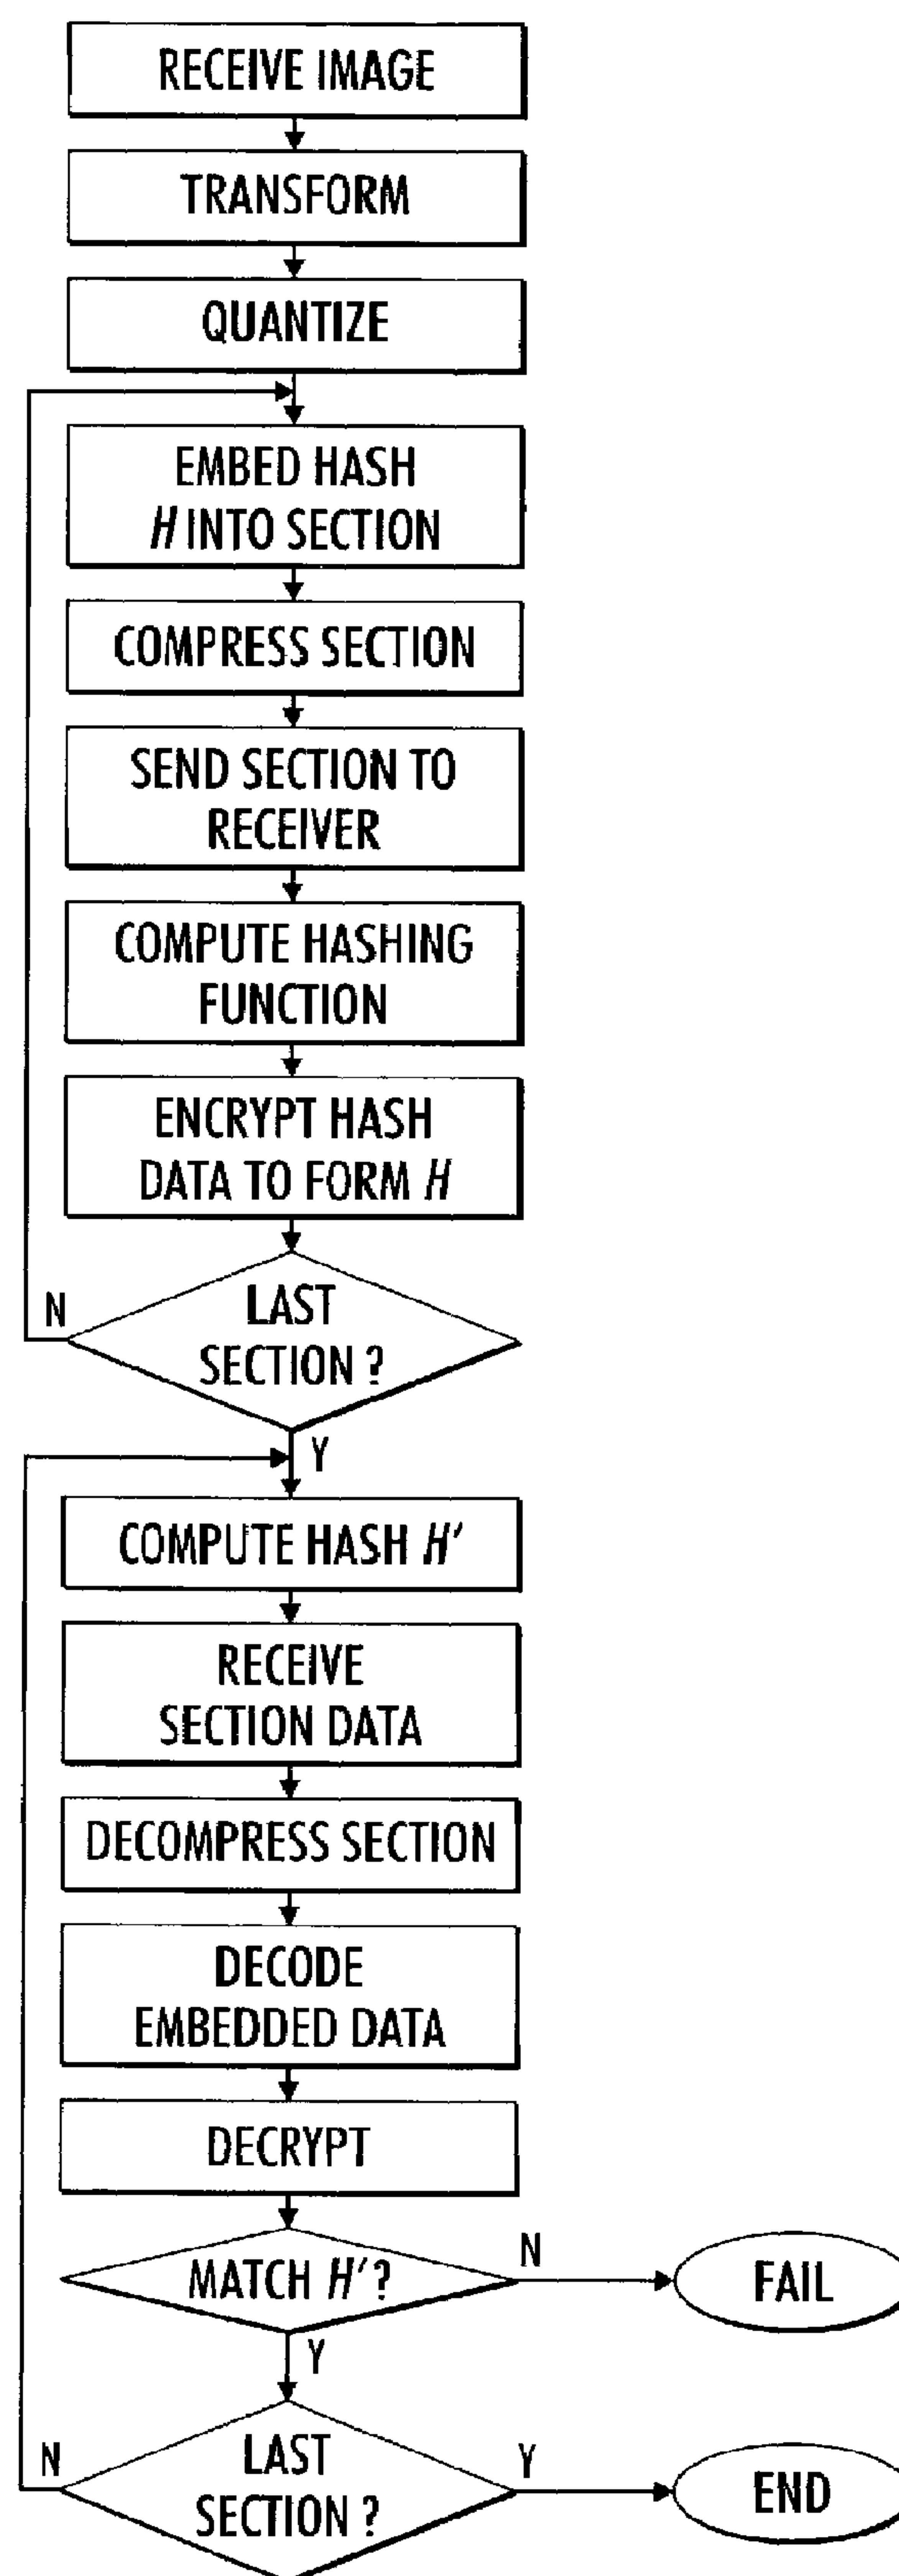 RECEIVE IMAGE
TRANSFORM
QUANTIZE
EMBED HASH
H INTO SECTION
COMPRESS SECTION
SEND SECTION TO
RECEIVER
COMPUTE HASHING
FUNCTION
ENCRYPT HASH
DATA TO FORM H
N
LAST
SECTION ?
Y
COMPUTE HASH H'
RECEIVE
SECTION DATA
DECOMPRESS SECTION
DECODE
EMBEDDED DATA
DECRYPT
MATCH H'?
N
FAIL
Y
N
LAST
SECTION ?
Y
END